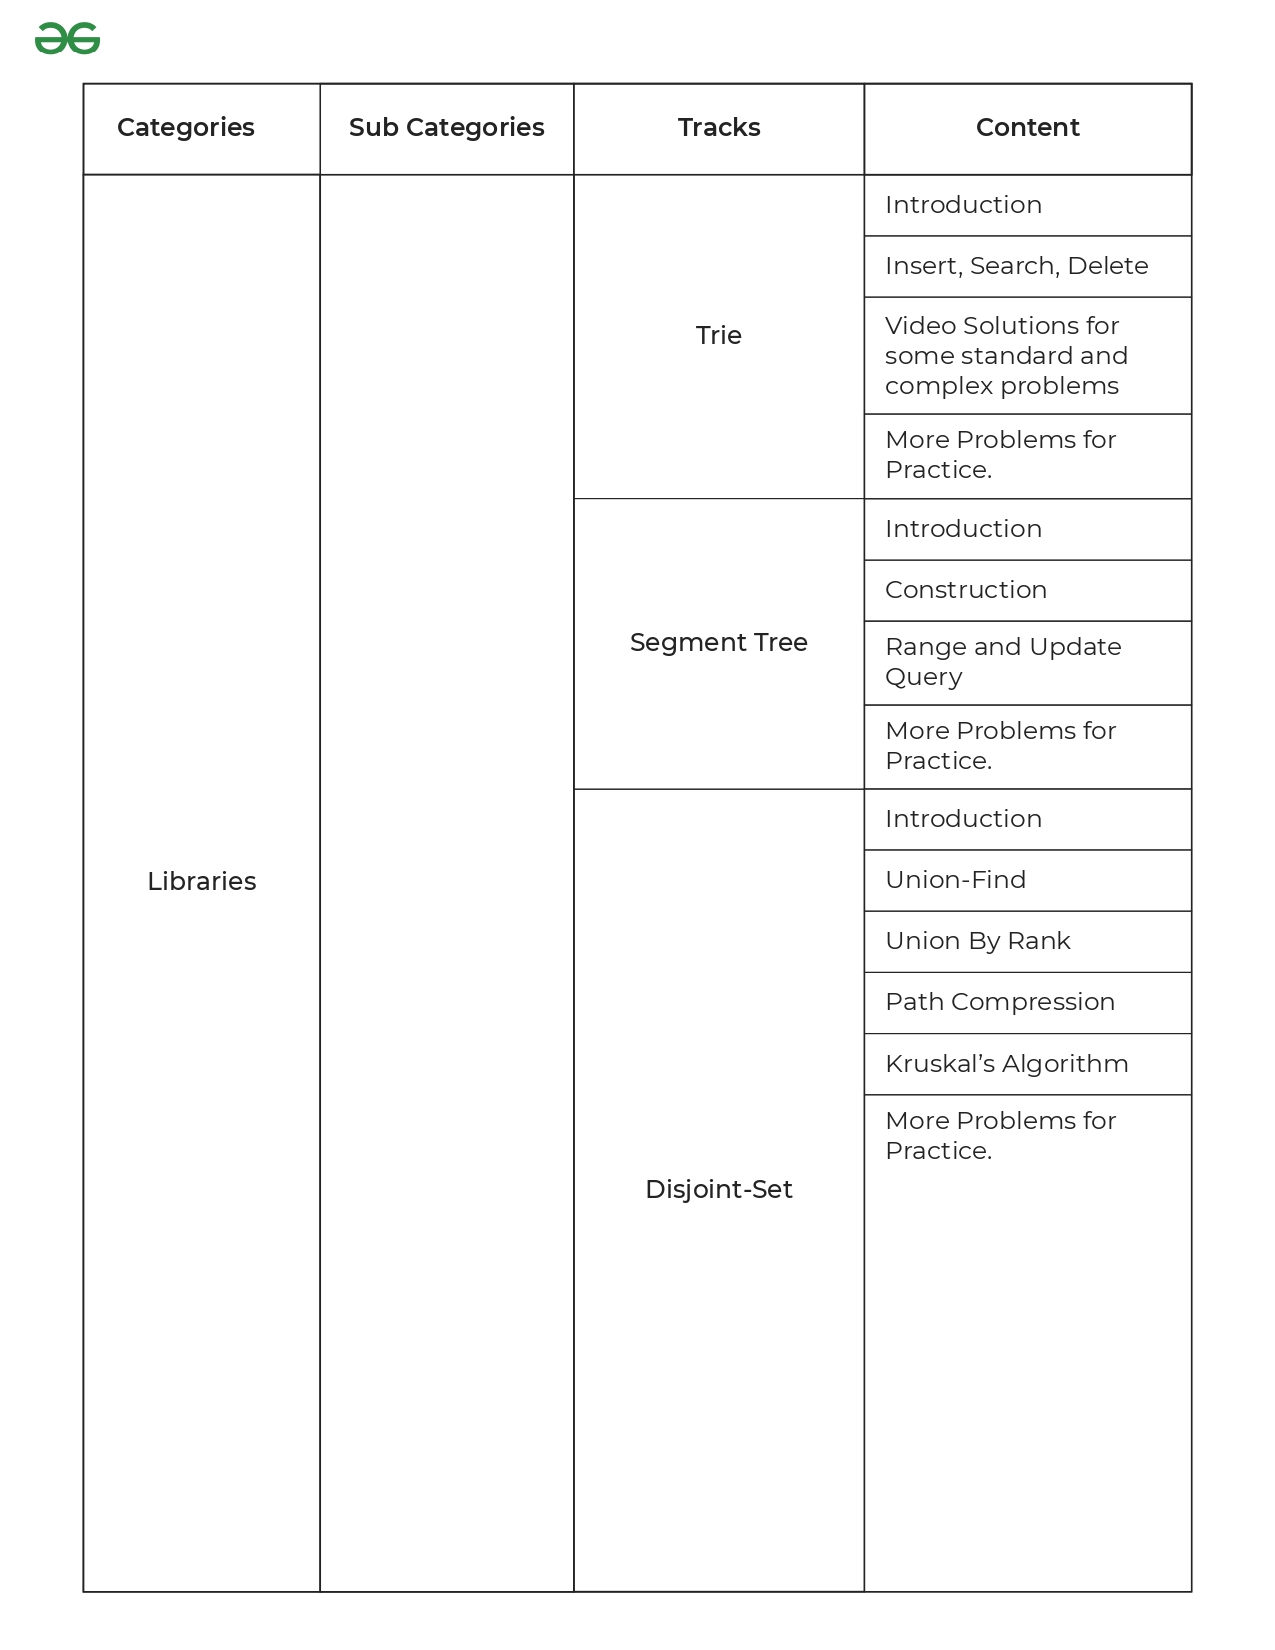 Categories
Sub Categories
Tracks
Content
Libraries
Trie
Introduction
Insert, Search, Delete
Video Solutions for
some standard and
complex problems
More Problems for
Practice.
Segment Tree
Introduction
Construction
Range and Update
Query
More Problems for
Practice.
Disjoint-Set
Introduction
Union-Find
Union By Rank
Path Compression
Kruskal’s Algorithm
More Problems for
Practice.